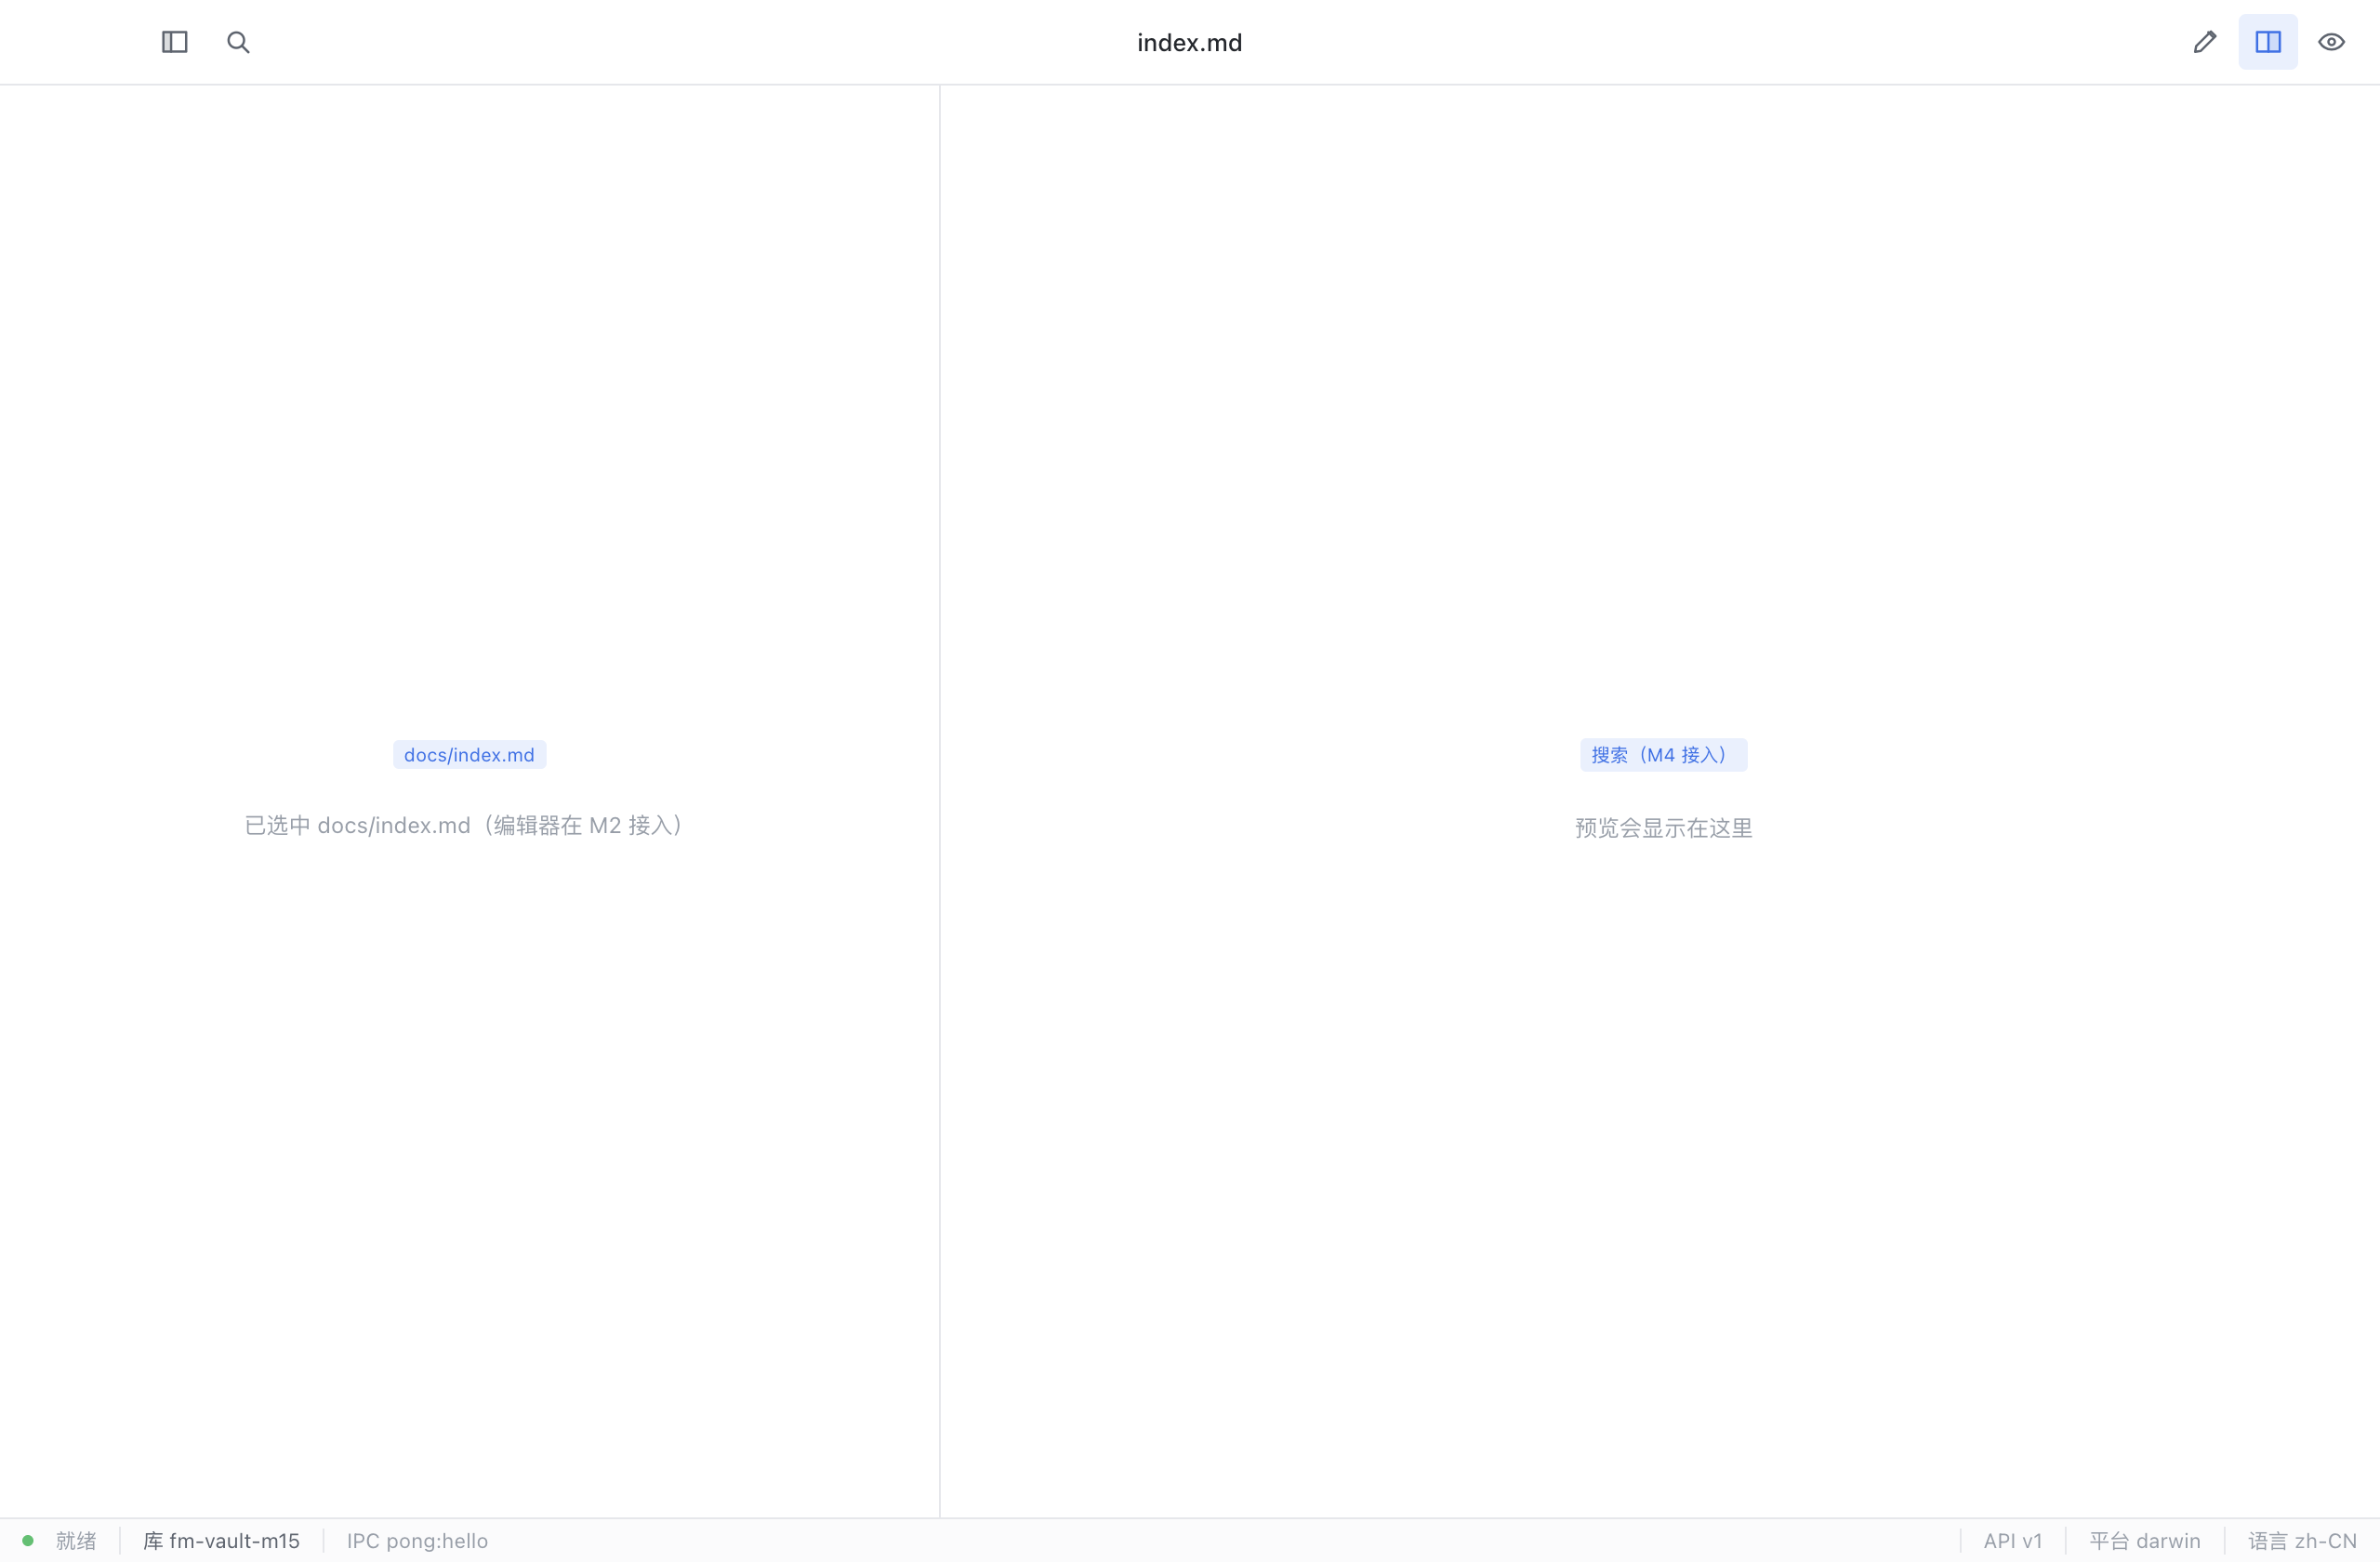 index.md
docs/index.md
已选中 docs/index.md（编辑器在 M2 接入）
搜索（M4 接入）
预览会显示在这里
就绪 库 fm-vault-m15 IPC pong:hello API v1 平台 darwin 语言 zh-CN